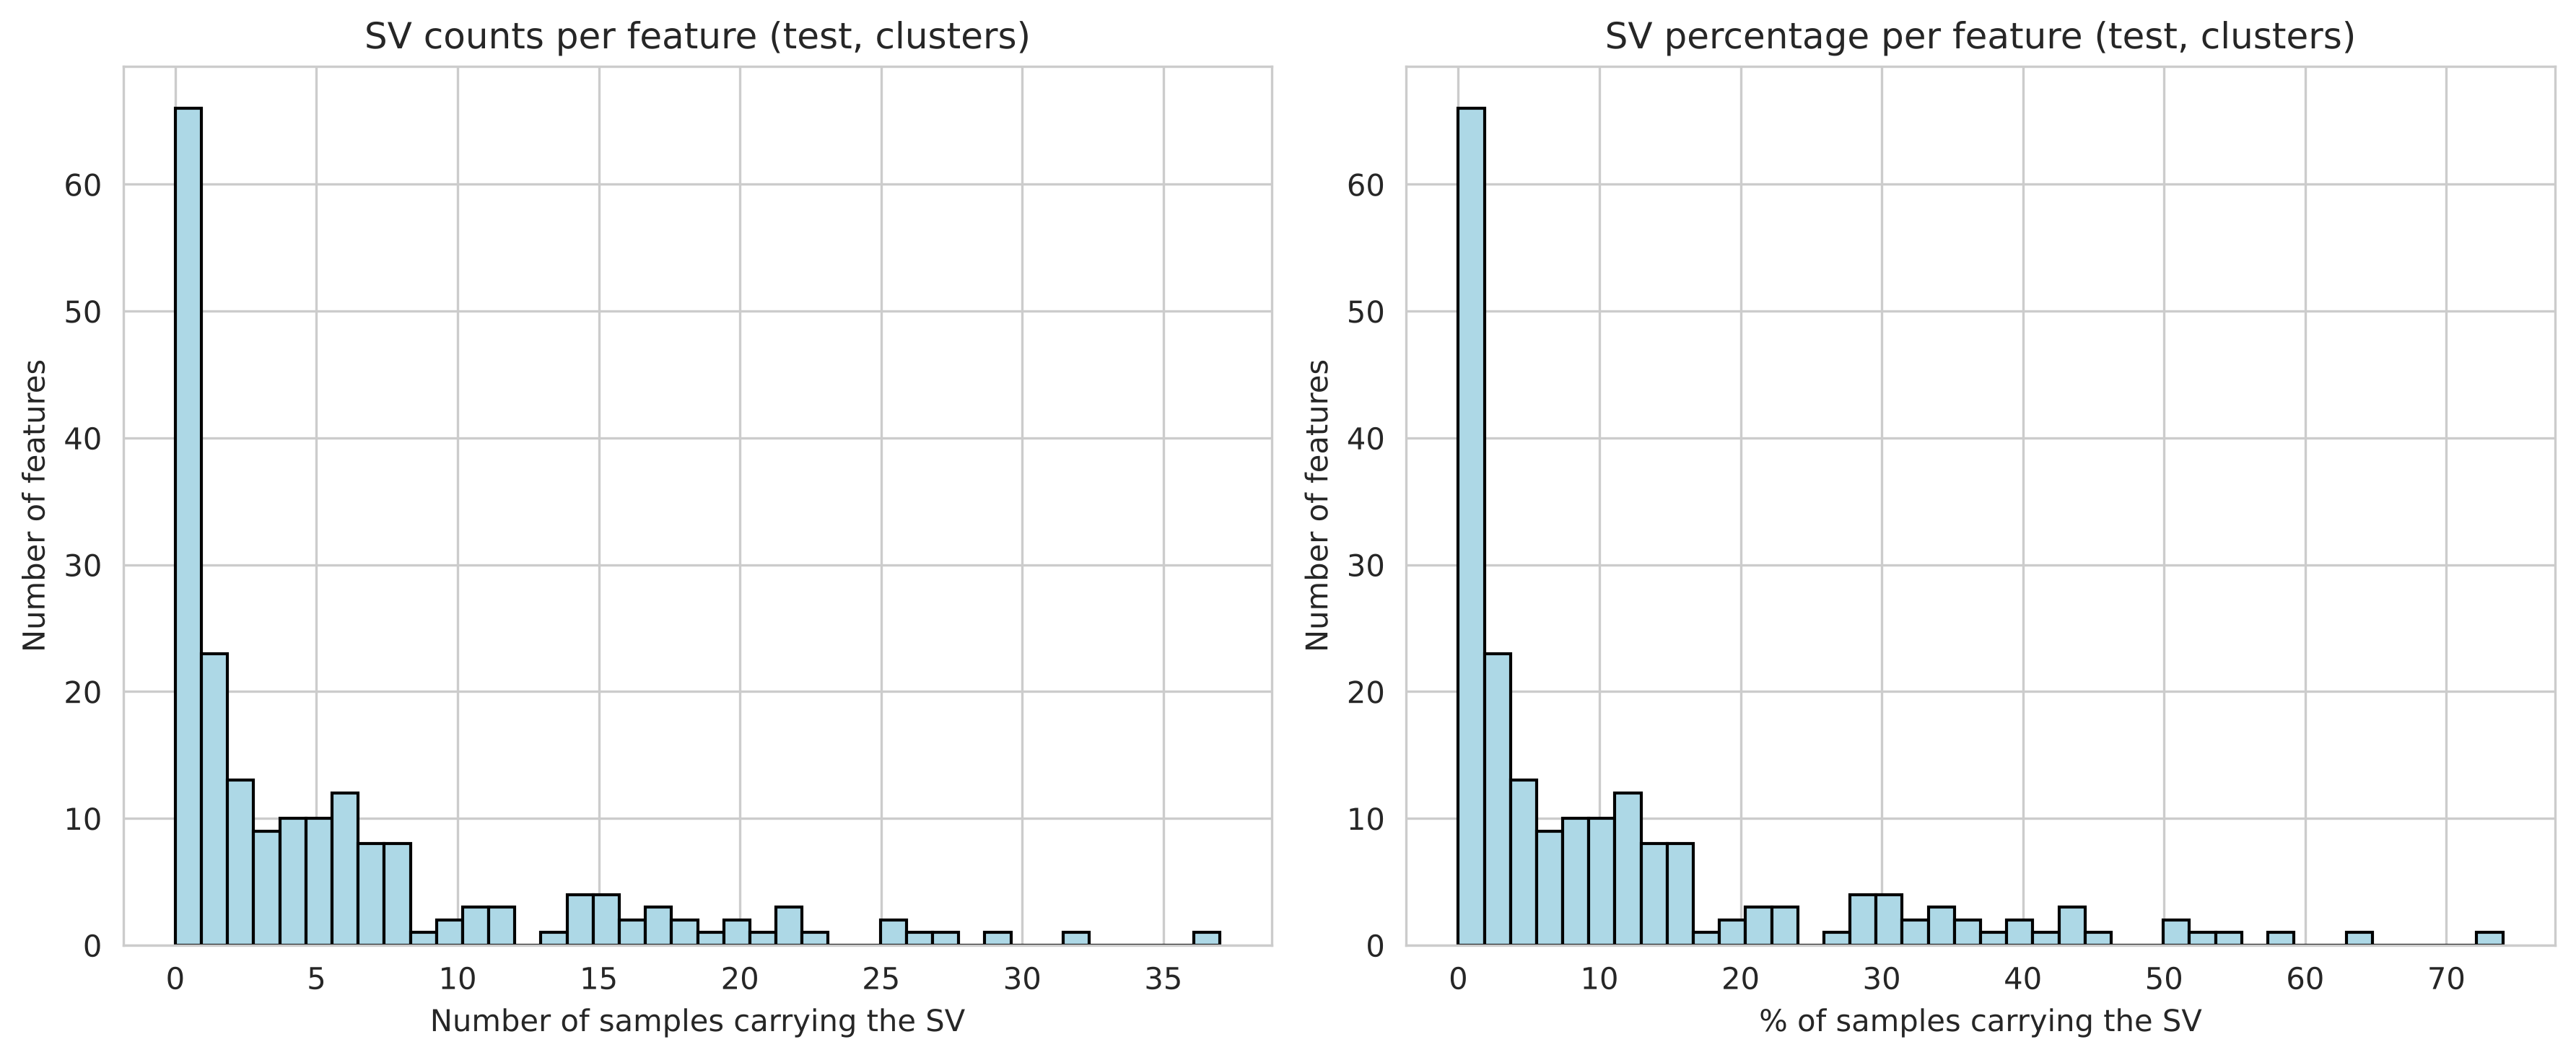 SV counts per feature (test, clusters)
Number of features
60
50
40
30
20
10
0
0 5 10 15 20 25 30 35
Number of samples carrying the SV
SV percentage per feature (test, clusters)
Number of features
60
50
40
30
20
10
0
0 10 20 30 40 50 60 70
% of samples carrying the SV